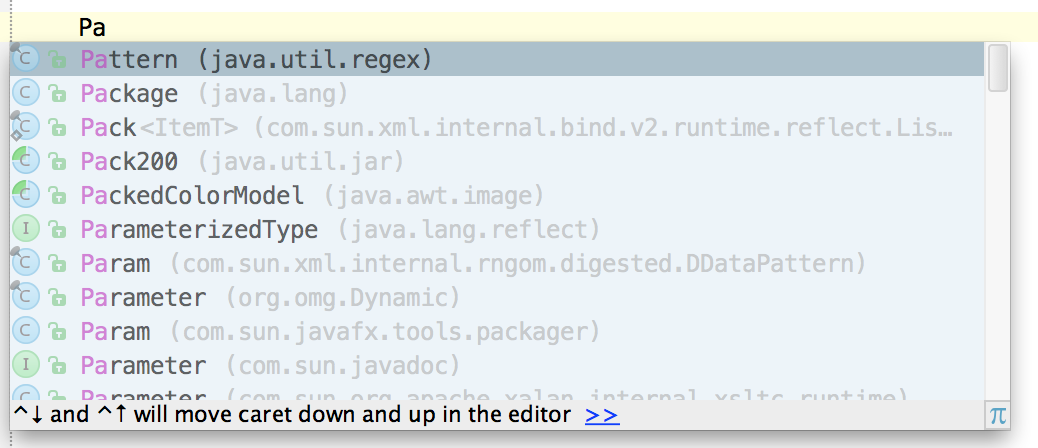 Pa
C Pattern (java.util.regex)
C Package (java.lang)
C Pack<ItemT> (com.sun.xml.internal.bind.v2.runtime.reflect.Lis…
C Pack200 (java.util.jar)
C PackedColorModel (java.awt.image)
I ParameterizedType (java.lang.reflect)
C Param (com.sun.xml.internal.rngom.digested.DDataPattern)
C Parameter (org.omg.Dynamic)
C Param (com.sun.javafx.tools.packager)
I Parameter (com.sun.javadoc)
C Parameter (com.sun.org.apache.xalan.internal.xsltc.runtime)
^↓ and ^↑ will move caret down and up in the editor >> π